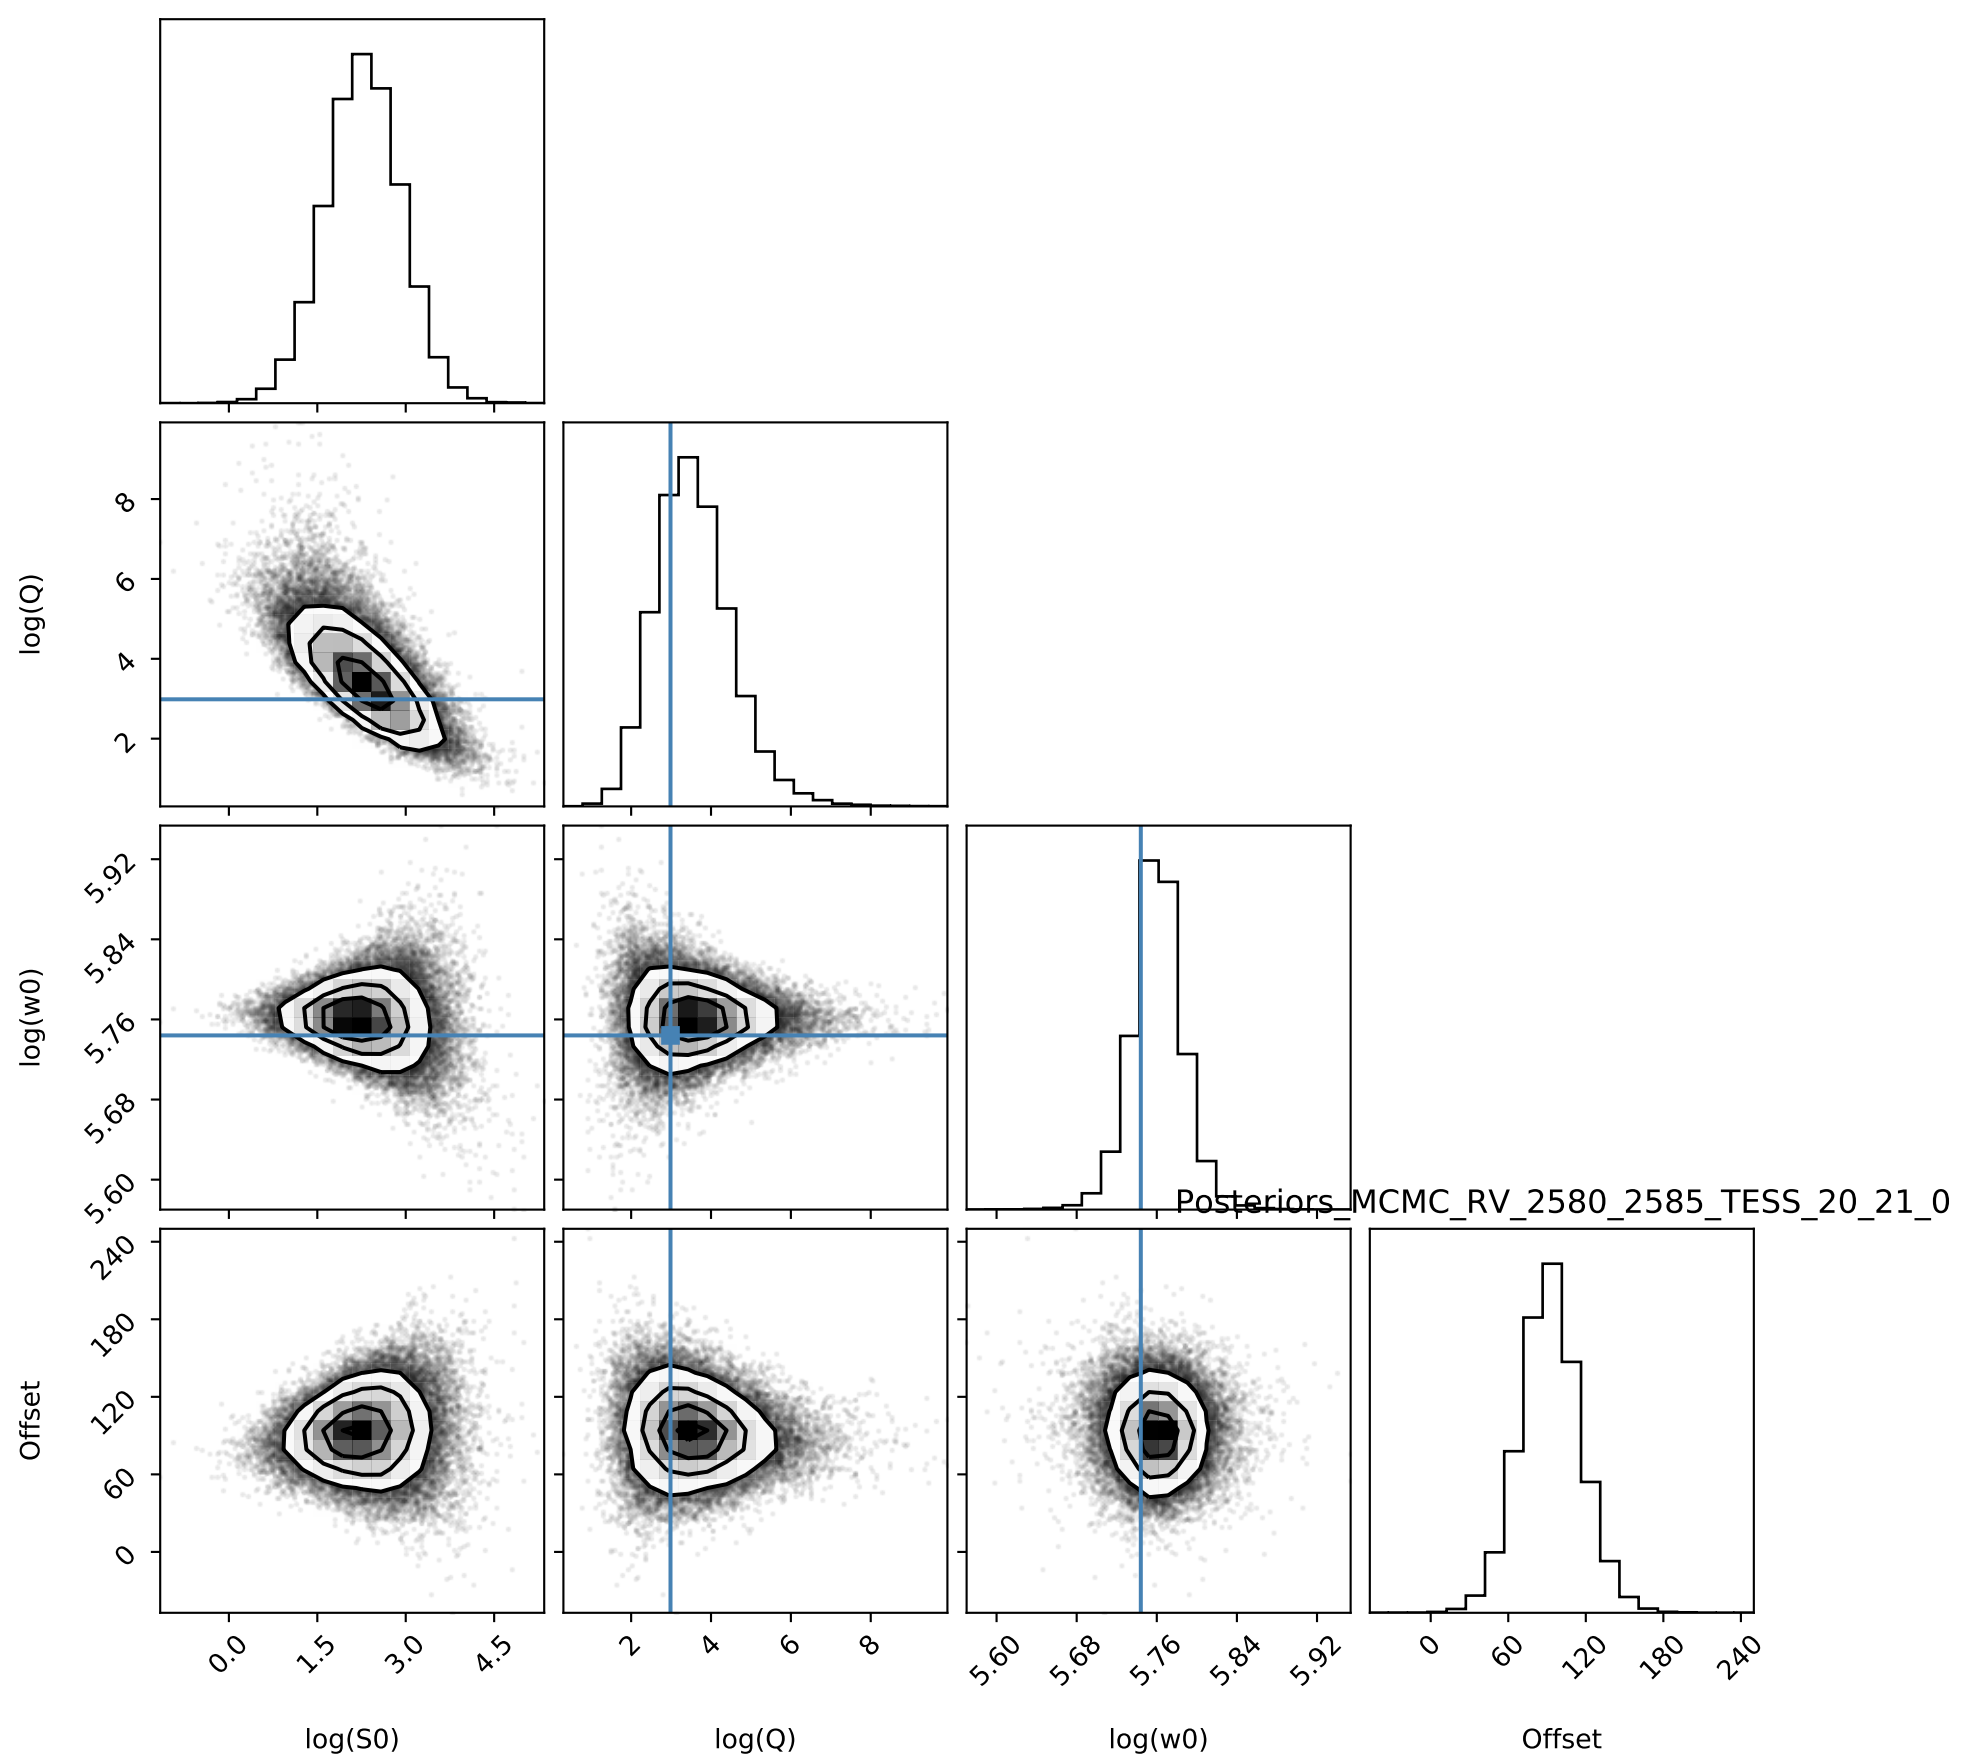 8
6
4
2
log(Q)
5.92
5.84
5.76
5.68
5.60
log(w0)
Posteriors_MCMC_RV_2580_2585_TESS_20_21_0
240
180
120
60
0
Offset
0.0 1.5 3.0 4.5 2 4 6 8 5.60 5.68 5.76 5.84 5.92 0 60 120 180 240
log(S0) log(Q) log(w0) Offset